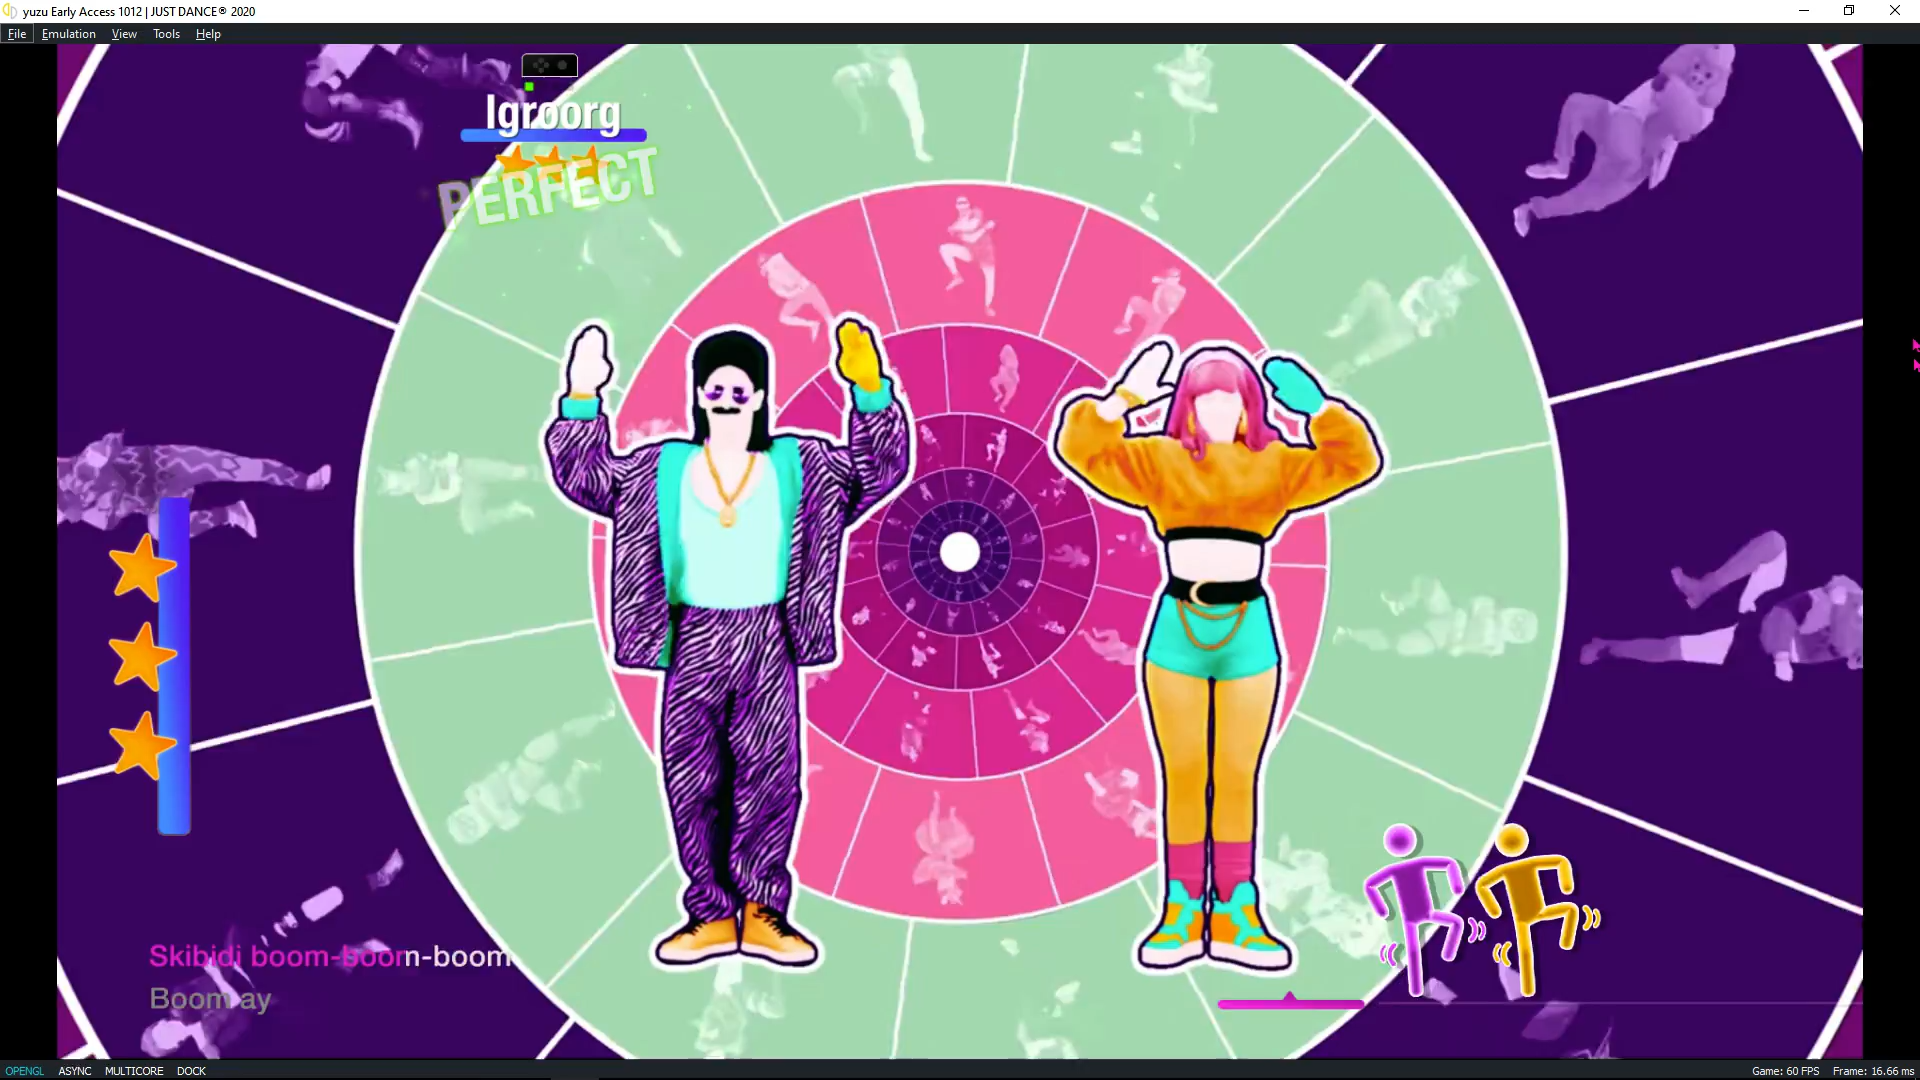 yuzu Early Access 1012 | JUST DANCE® 2020
File Emulation View Tools Help
Igroorg
PERFECT
Skibidi boom-boom-boom
Boom ay
OPENGL ASYNC MULTICORE DOCK
Game: 60 FPS Frame: 16.66 ms